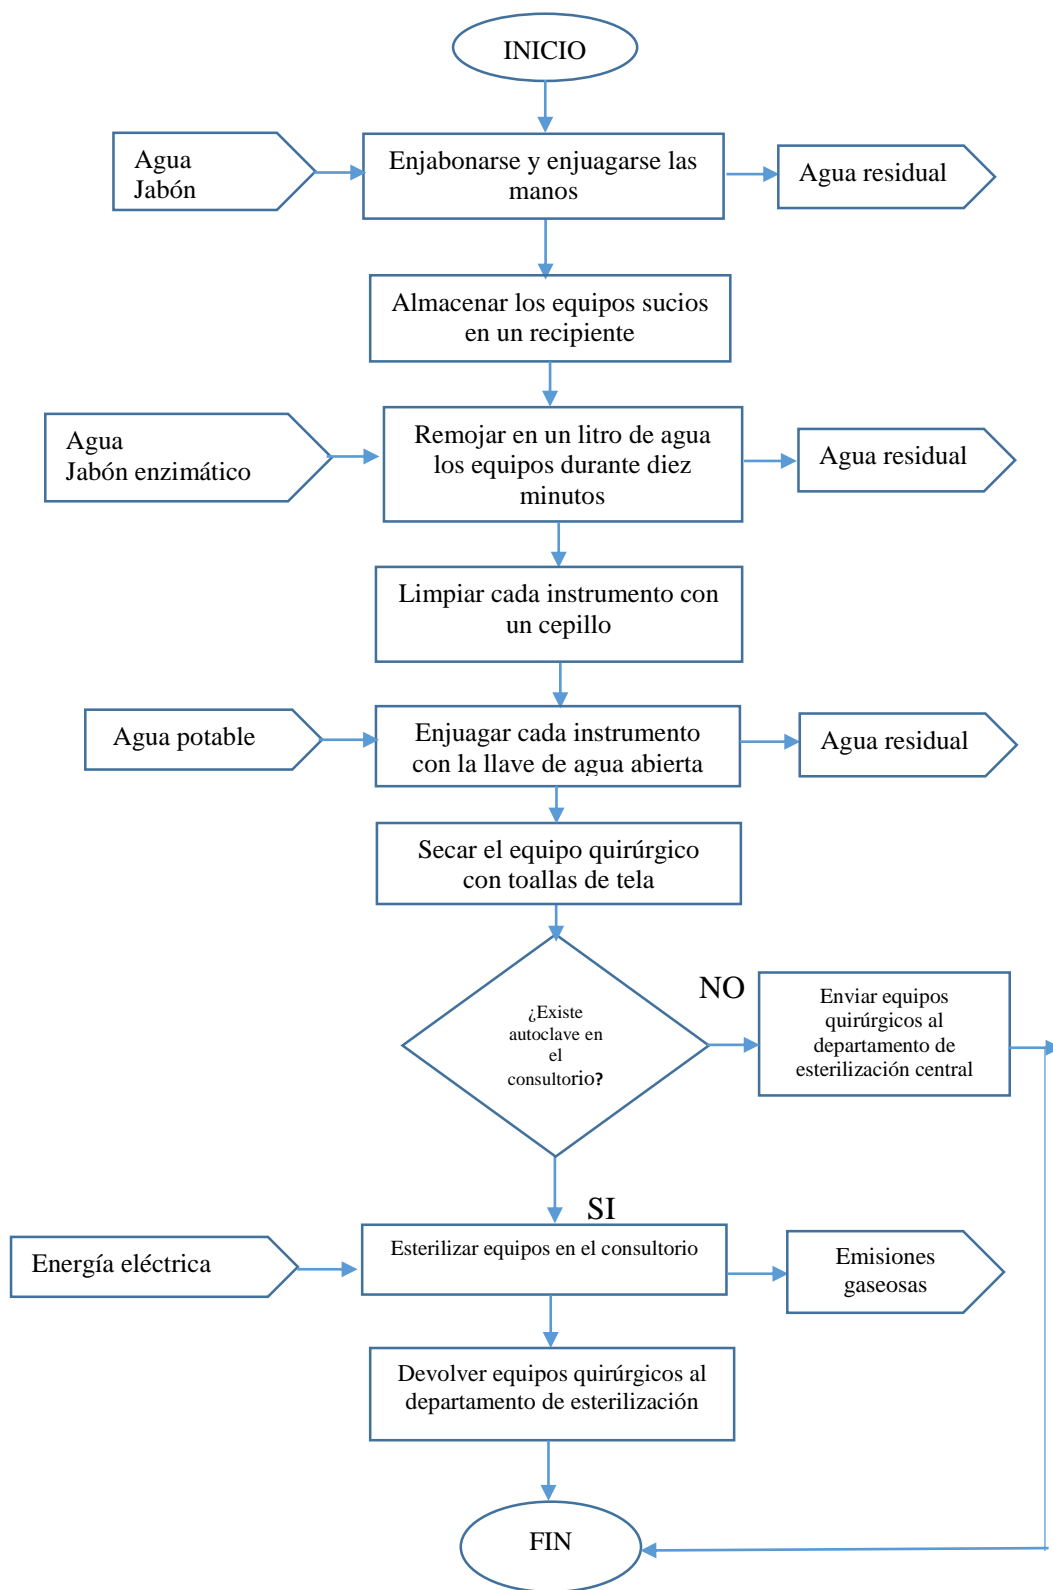 INICIO
Agua
Jabón
Enjabonarse y enjuagarse las
manos
Agua residual
Almacenar los equipos sucios
en un recipiente
Agua
Jabón enzimático
Remojar en un litro de agua
los equipos durante diez
minutos
Agua residual
Limpiar cada instrumento con
un cepillo
Agua potable
Enjuagar cada instrumento
con la llave de agua abierta
Agua residual
Secar el equipo quirúrgico
con toallas de tela
¿Existe
autoclave en
el
consultorio?
NO
Enviar equipos
quirúrgicos al
departamento de
esterilización central
SI
Energía eléctrica
Esterilizar equipos en el consultorio
Emisiones
gaseosas
Devolver equipos quirúrgicos al
departamento de esterilización
FIN